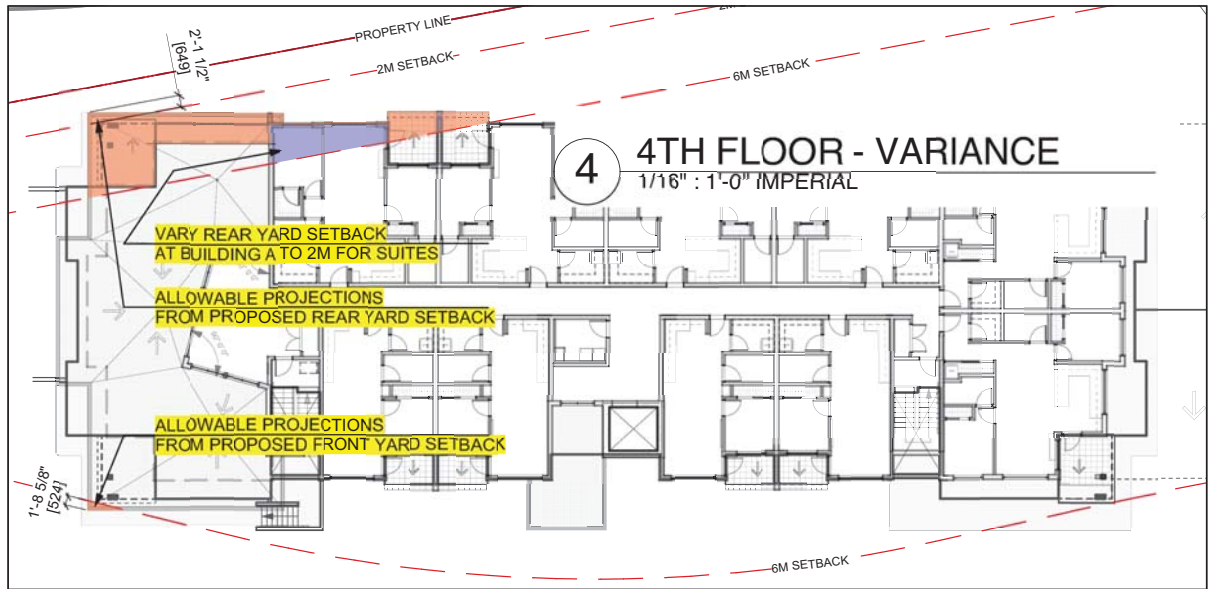 PROPERTY LINE
2M SETBACK
6M SETBACK
2'-1 1/2"
[649]
4
4TH FLOOR - VARIANCE
1/16" : 1'-0" IMPERIAL
VARY REAR YARD SETBACK
AT BUILDING A TO 2M FOR SUITES
ALLOWABLE PROJECTIONS
FROM PROPOSED REAR YARD SETBACK
ALLOWABLE PROJECTIONS
FROM PROPOSED FRONT YARD SETBACK
1'-8 5/8"
[524]
6M SETBACK